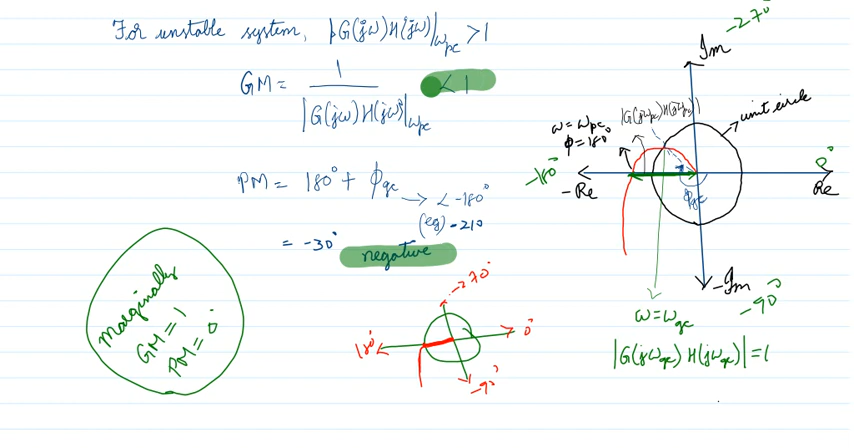 For unstable system, |G(jω)H(jω)|ωpc > 1
GM = 1 / |G(jω)H(jω)|ωpc < 1
PM = 180° + ϕgc
→ < -180°
(eg) -210
= -30°
negative
marginally
GM = 1
PM = 0°
-270°
0°
180°
-90°
-270°
Im
unit circle
|G(jωpc)H(jωpc)|
ω = ωpc
ϕ = 180°
-180°
-Re
0°
Re
ϕgc
-Im
-90°
ω = ωgc
|G(jωgc) H(jωgc)| = 1